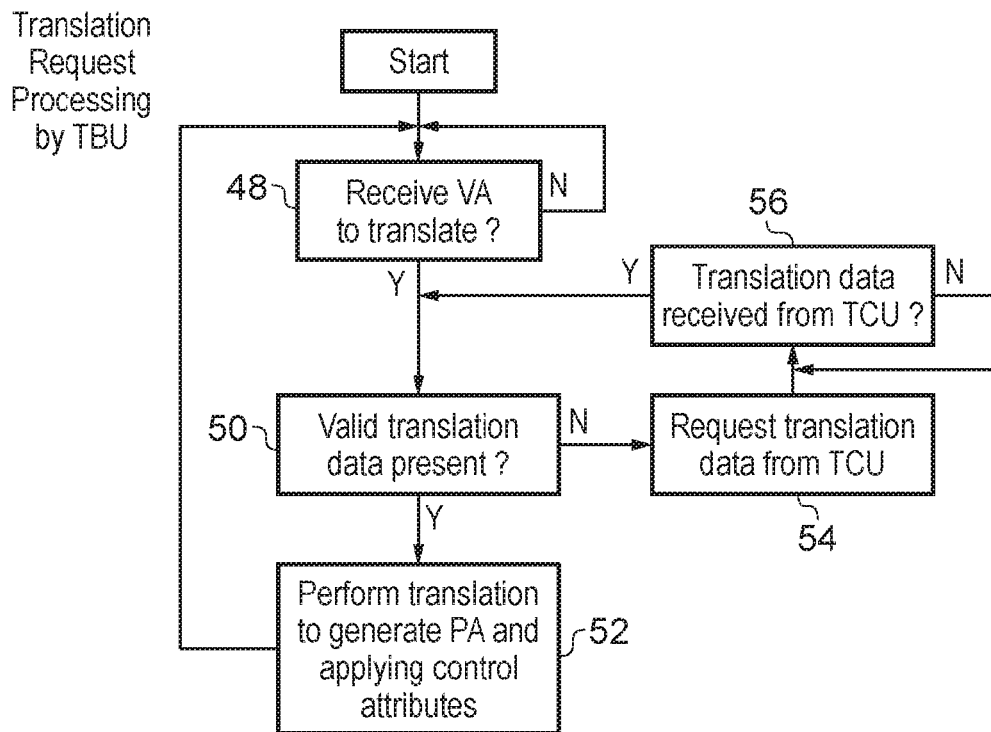 Translation
Request
Processing
by TBU
Start
48
Receive VA
to translate ?
N
Y
56
Translation data
received from TCU ?
Y
N
50
Valid translation
data present ?
N
Y
Request translation
data from TCU
54
Perform translation
to generate PA and
applying control
attributes
52